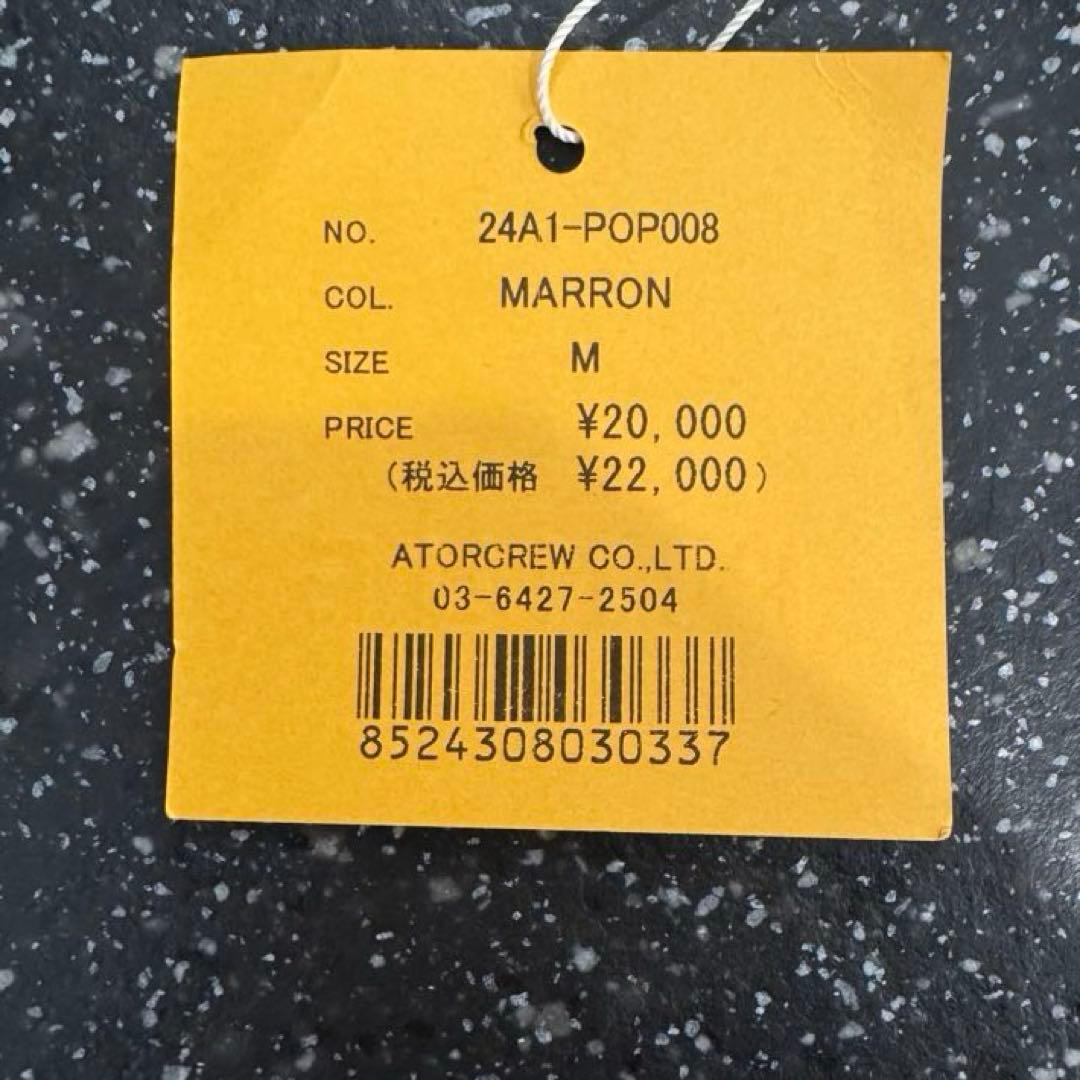 NO. 24A1-POP008
COL. MARRON
SIZE M
PRICE ¥20,000
(税込価格 ¥22,000)
ATORCREW CO.,LTD.
03-6427-2504
8524308030337